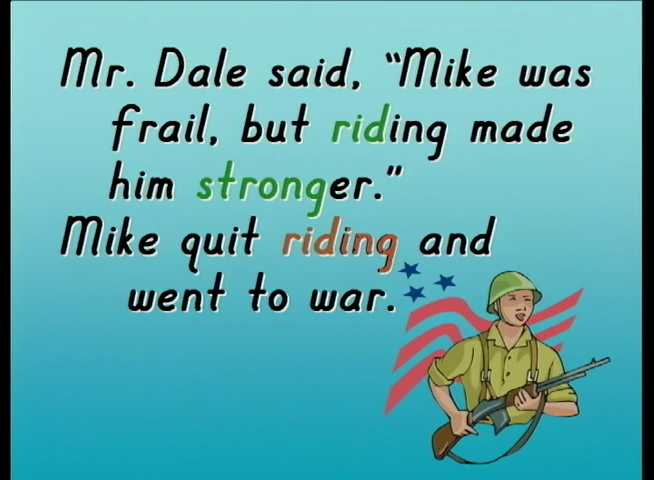 Mr. Dale said, “Mike was
frail, but riding made
him stronger.”
Mike quit riding and
went to war.